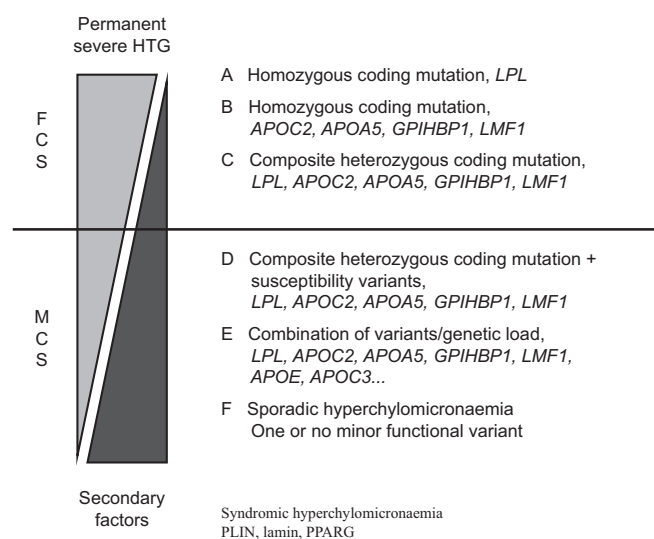 Permanent
severe HTG
F
C
S
A Homozygous coding mutation, LPL
B Homozygous coding mutation,
APOC2, APOA5, GPIHBP1, LMF1
C Composite heterozygous coding mutation,
LPL, APOC2, APOA5, GPIHBP1, LMF1
M
C
S
D Composite heterozygous coding mutation +
susceptibility variants,
LPL, APOC2, APOA5, GPIHBP1, LMF1
E Combination of variants/genetic load,
LPL, APOC2, APOA5, GPIHBP1, LMF1,
APOE, APOC3...
F Sporadic hyperchylomicronaemia
One or no minor functional variant
Secondary
factors
Syndromic hyperchylomicronaemia
PLIN, lamin, PPARG